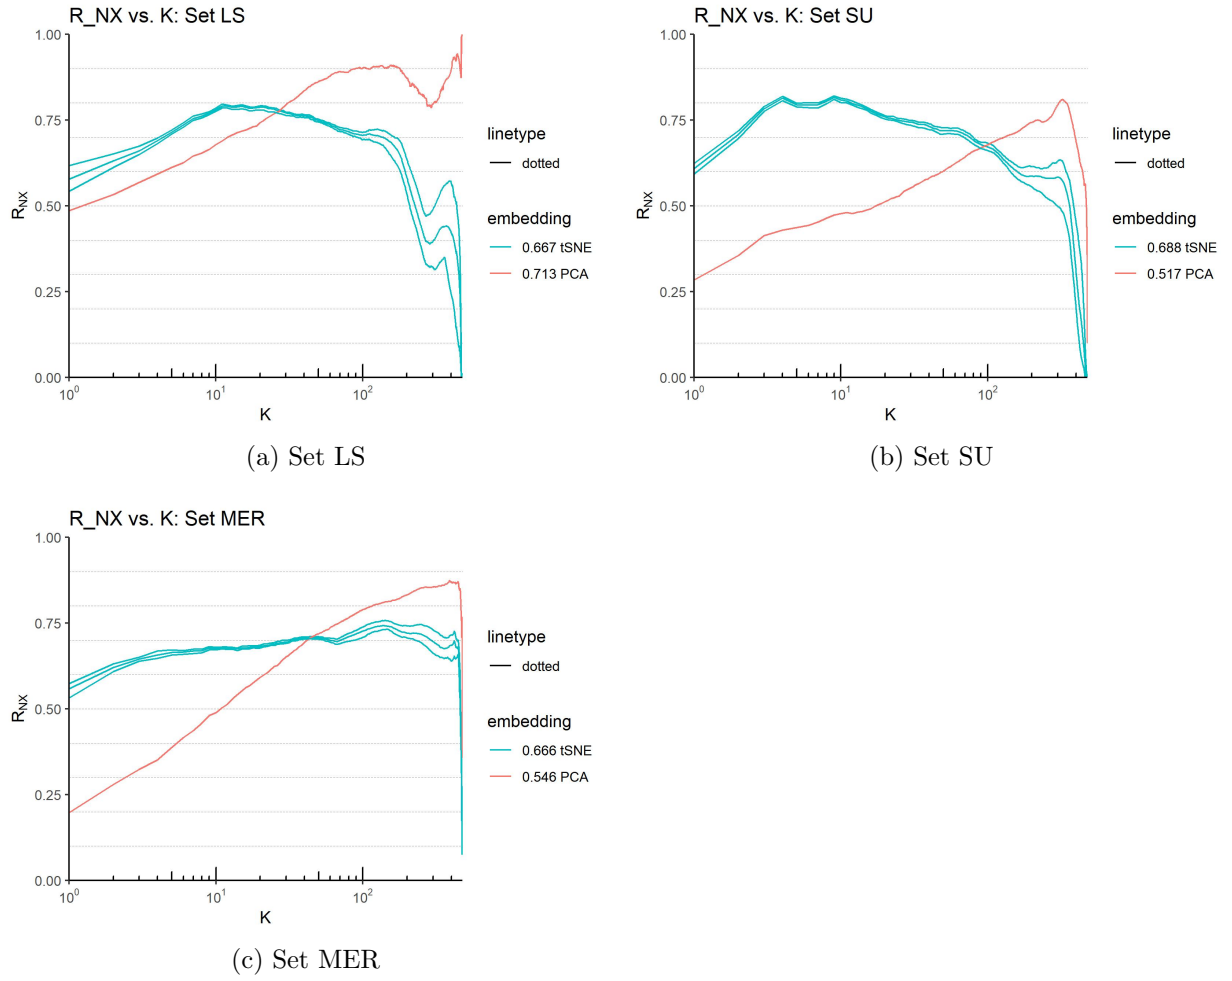 R_NX vs. K: Set LS
1.00
0.75
0.50
0.25
0.00
R_NX
10^0
10^1
10^2
K
linetype
dotted
embedding
0.667 tSNE
0.713 PCA
(a) Set LS
R_NX vs. K: Set SU
1.00
0.75
0.50
0.25
0.00
R_NX
10^0
10^1
10^2
K
linetype
dotted
embedding
0.688 tSNE
0.517 PCA
(b) Set SU
R_NX vs. K: Set MER
1.00
0.75
0.50
0.25
0.00
R_NX
10^0
10^1
10^2
K
linetype
dotted
embedding
0.666 tSNE
0.546 PCA
(c) Set MER